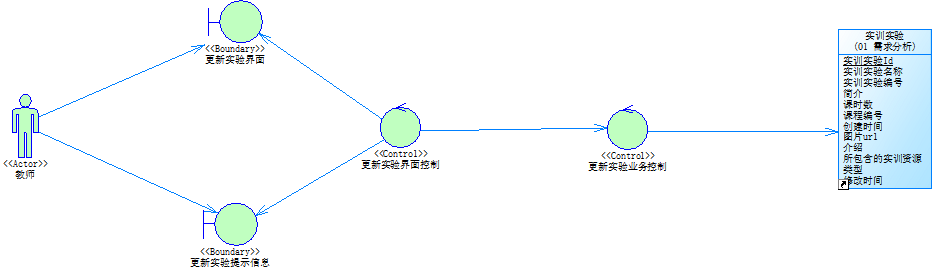 <<Boundary>>
更新实验界面
<<Actor>>
教师
<<Control>>
更新实验界面控制
<<Control>>
更新实验业务控制
<<Boundary>>
更新实验提示信息
实训实验
(01 需求分析)
实训实验Id
实训实验名称
实训实验编号
简介
课时数
课程编号
创建时间
图片url
介绍
所包含的实训资源
类型
修改时间